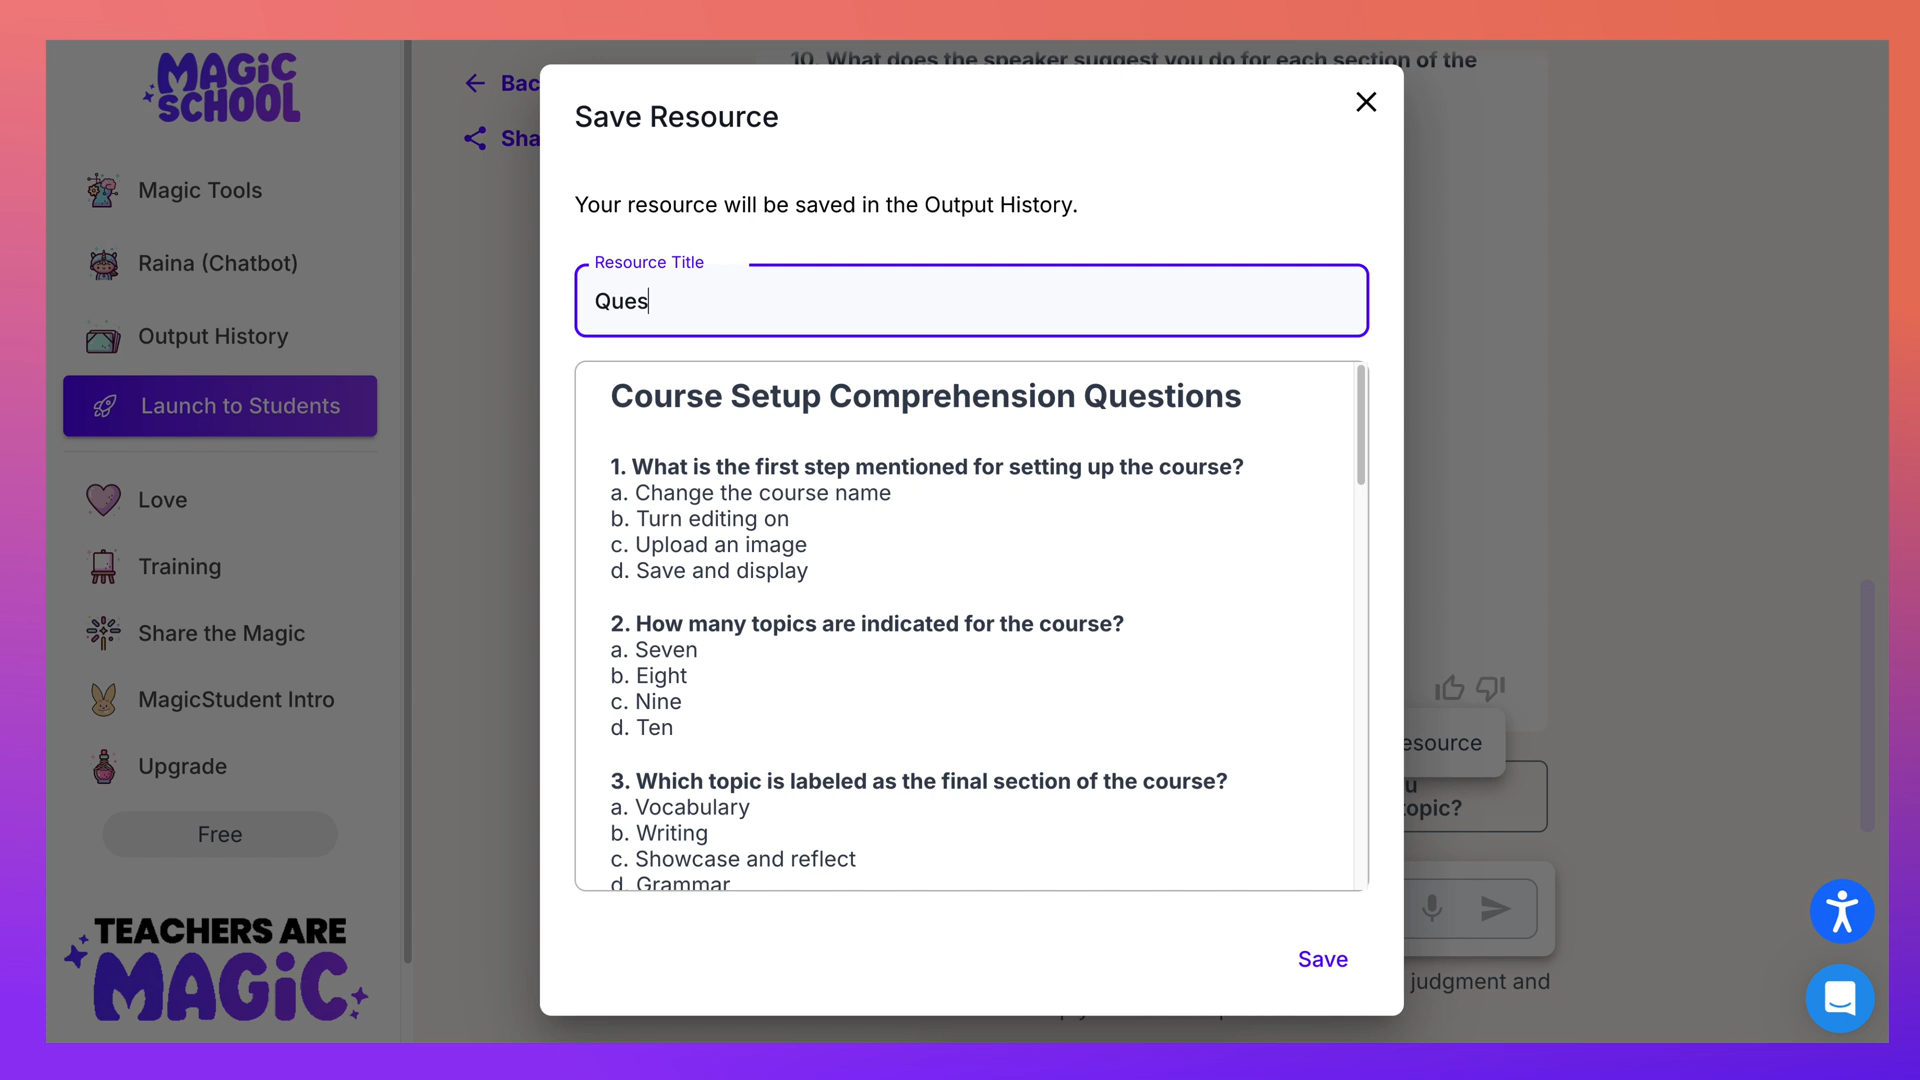 MAGIC
SCHOOL
Magic Tools
Raina (Chatbot)
Output History
Launch to Students
Love
Training
Share the Magic
MagicStudent Intro
Upgrade
Free
TEACHERS ARE
MAGIC
10. What does the speaker suggest you do for each section of the
Save Resource
Your resource will be saved in the Output History.
Resource Title
Ques
Course Setup Comprehension Questions
1. What is the first step mentioned for setting up the course?
a. Change the course name
b. Turn editing on
c. Upload an image
d. Save and display
2. How many topics are indicated for the course?
a. Seven
b. Eight
c. Nine
d. Ten
3. Which topic is labeled as the final section of the course?
a. Vocabulary
b. Writing
c. Showcase and reflect
d. Grammar
Save
esource
topic?
judgment and